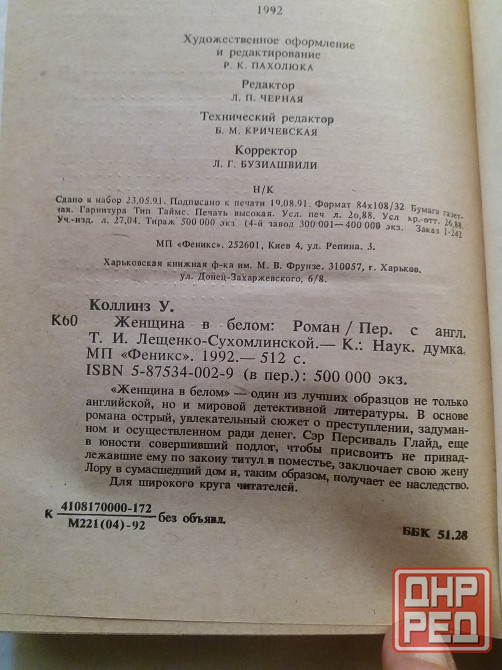 1992
Художественное оформление
и редактирование
Р. К. ПАХОЛЮКА
Редактор
Л. П. ЧЕРНАЯ
Технический редактор
Б. М. КРИЧЕВСКАЯ
Корректор
Л. Г. БУЗИАШВИЛИ
Н/К
Сдано в набор 23.05.91. Подписано к печати 19.08.91. Формат 84х108/32. Бумага газет-
ная. Гарнитура Тип Таймс. Печать высокая. Усл. печ л. 26,88. Усл кр.-отт. 26,88.
Уч.-изд. л. 27,04. Тираж 500 000 экз. (4-й завод 300 001—400 000 экз. Заказ 1-242
МП «Феникс». 252601, Киев 4, ул. Репина, 3.
Харьковская книжная ф-ка им. М. В. Фрунзе. 310057, г. Харьков,
ул. Донец-Захаржевского, 6/8.
Коллинз У.
К60 Женщина в белом: Роман / Пер. с англ.
Т. И. Лещенко-Сухомлинской.— К.: Наук. думка,
МП «Феникс». 1992.— 512 с.
ISBN 5-87534-002-9 (в пер.): 500 000 экз.
«Женщина в белом» — один из лучших образцов не только
английской, но и мировой детективной литературы. В основе
романа острый, увлекательный сюжет о преступлении, задуман-
ном и осуществленном ради денег. Сэр Персиваль Глайд, еще
в юности совершивший подлог, чтобы присвоить не принад-
лежавшие ему по закону титул и поместье, заключает свою жену
Лору в сумасшедший дом и, таким образом, получает ее наследство.
Для широкого круга читателей.
К 4108170000-172 без объявл.
М221(04)-92
ББК 51.28
ДНР
РЕД